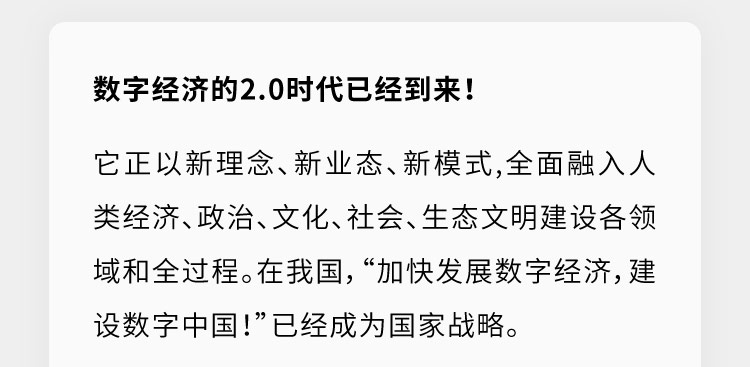 数字经济的2.0时代已经到来！
它正以新理念、新业态、新模式,全面融入人
类经济、政治、文化、社会、生态文明建设各领
域和全过程。在我国，“加快发展数字经济，建
设数字中国！”已经成为国家战略。